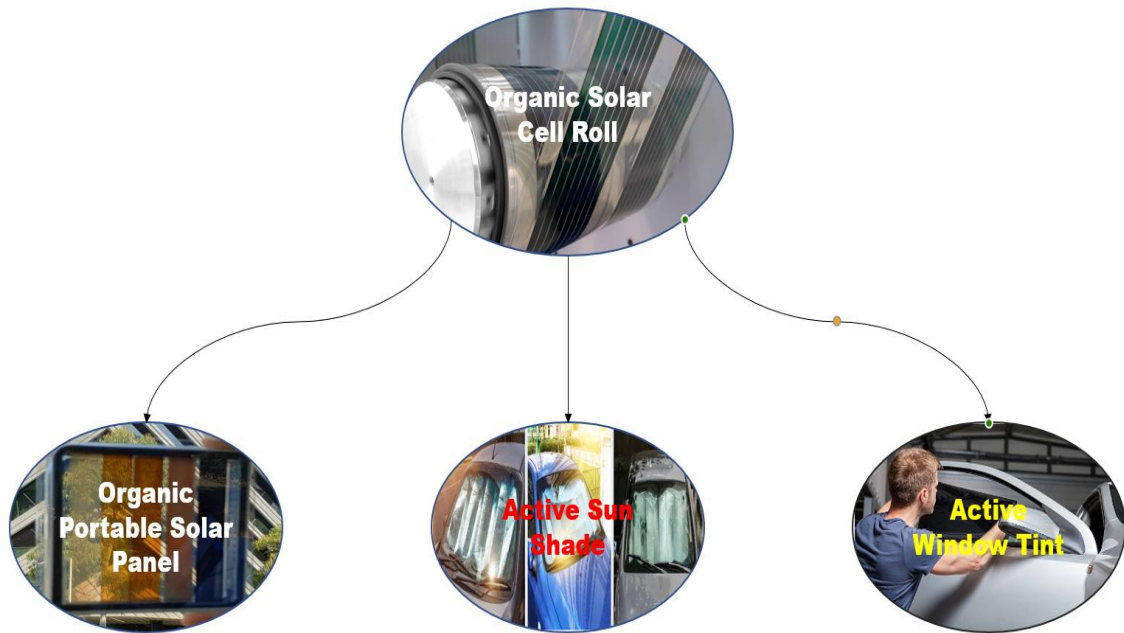 Organic Solar
Cell Roll
Organic
Portable Solar
Panel
Active Sun
Shade
Active
Window Tint